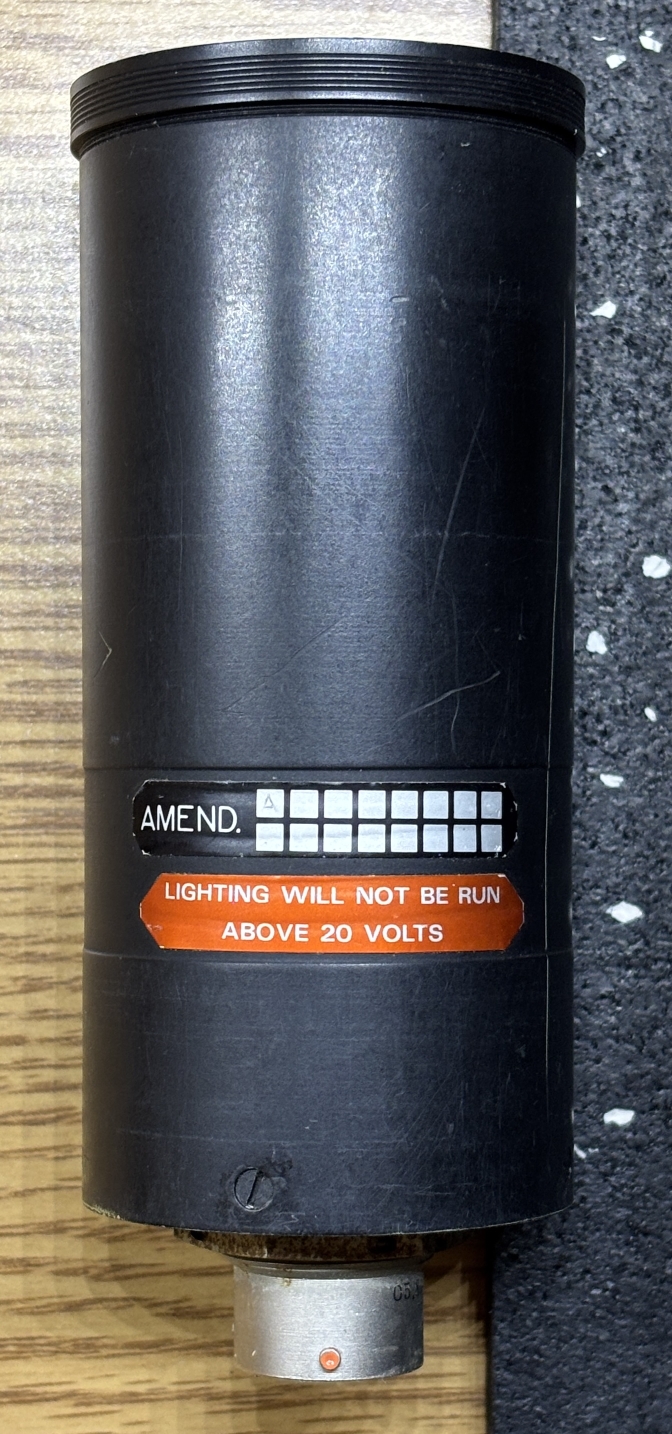 AMEND.
LIGHTING WILL NOT BE RUN
ABOVE 20 VOLTS